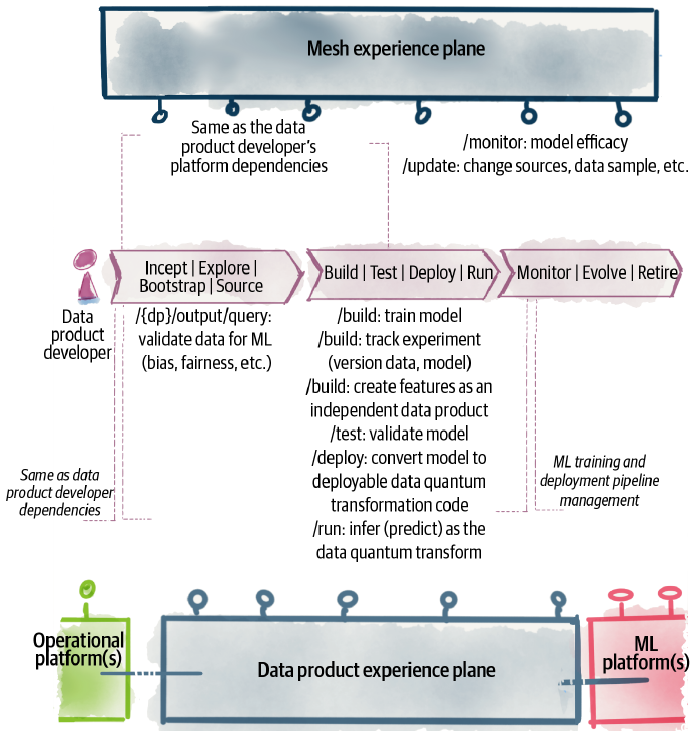 Mesh experience plane
Same as the data
product developer's
platform dependencies
/monitor: model efficacy
/update: change sources, data sample, etc.
Incept | Explore |
Bootstrap | Source
Build | Test | Deploy | Run
Monitor | Evolve | Retire
Data
product
developer
/{dp}/output/query:
validate data for ML
(bias, fairness, etc.)
/build: train model
/build: track experiment
(version data, model)
/build: create features as an
independent data product
/test: validate model
/deploy: convert model to
deployable data quantum
transformation code
/run: infer (predict) as the
data quantum transform
Same as data
product developer
dependencies
ML training and
deployment pipeline
management
Operational
platform(s)
Data product experience plane
ML
platform(s)